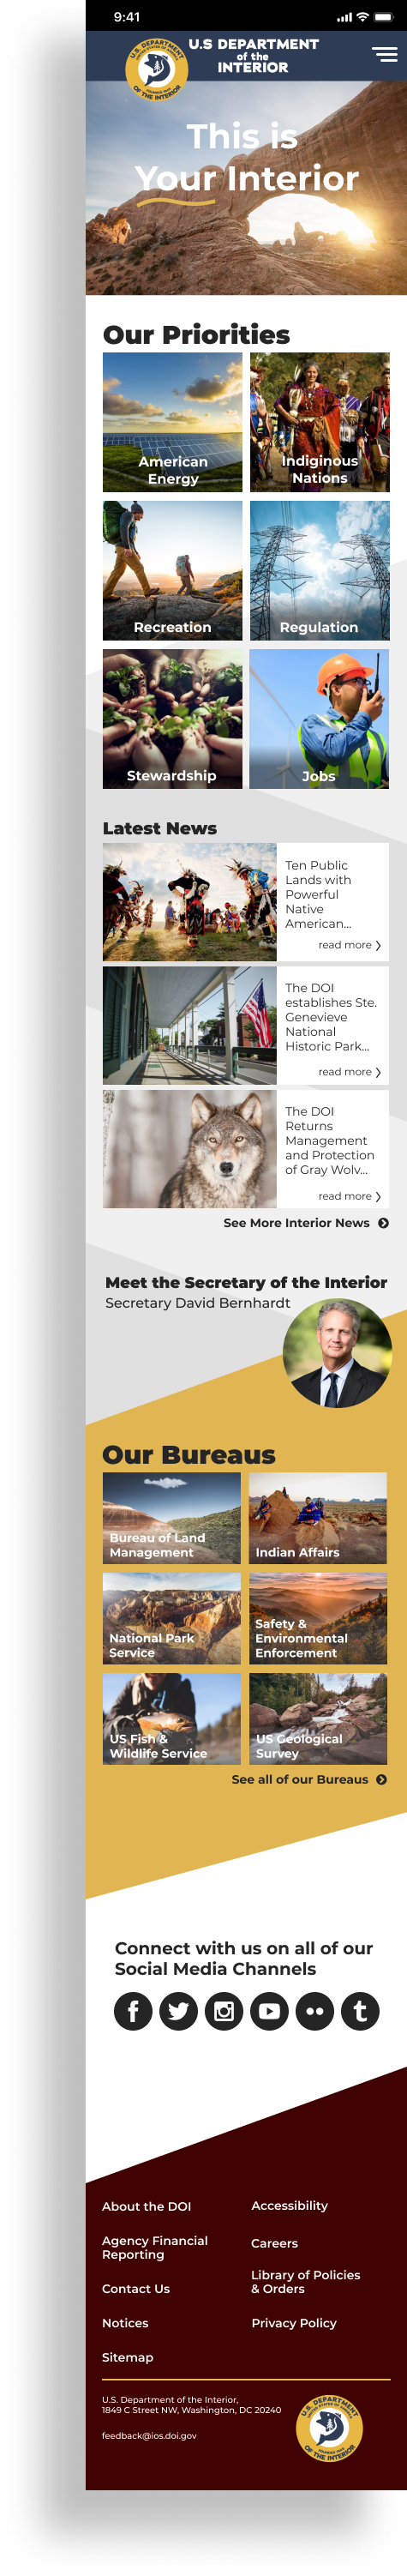 9:41
U.S DEPARTMENT
of the
INTERIOR
This is
Your Interior
Our Priorities
American
Energy
Indiginous
Nations
Recreation
Regulation
Stewardship
Jobs
Latest News
Ten Public
Lands with
Powerful
Native
American...
read more
The DOI
establishes Ste.
Genevieve
National
Historic Park...
read more
The DOI
Returns
Management
and Protection
of Gray Wolv...
read more
See More Interior News
Meet the Secretary of the Interior
Secretary David Bernhardt
Our Bureaus
Bureau of Land
Management
Indian Affairs
National Park
Service
Safety &
Environmental
Enforcement
US Fish &
Wildlife Service
US Geological
Survey
See all of our Bureaus
Connect with us on all of our
Social Media Channels
About the DOI
Accessibility
Agency Financial
Reporting
Careers
Contact Us
Library of Policies
& Orders
Notices
Privacy Policy
Sitemap
U.S. Department of the Interior,
1849 C Street NW, Washington, DC 20240
feedback@ios.doi.gov
U.S. DEPARTMENT
OF THE INTERIOR